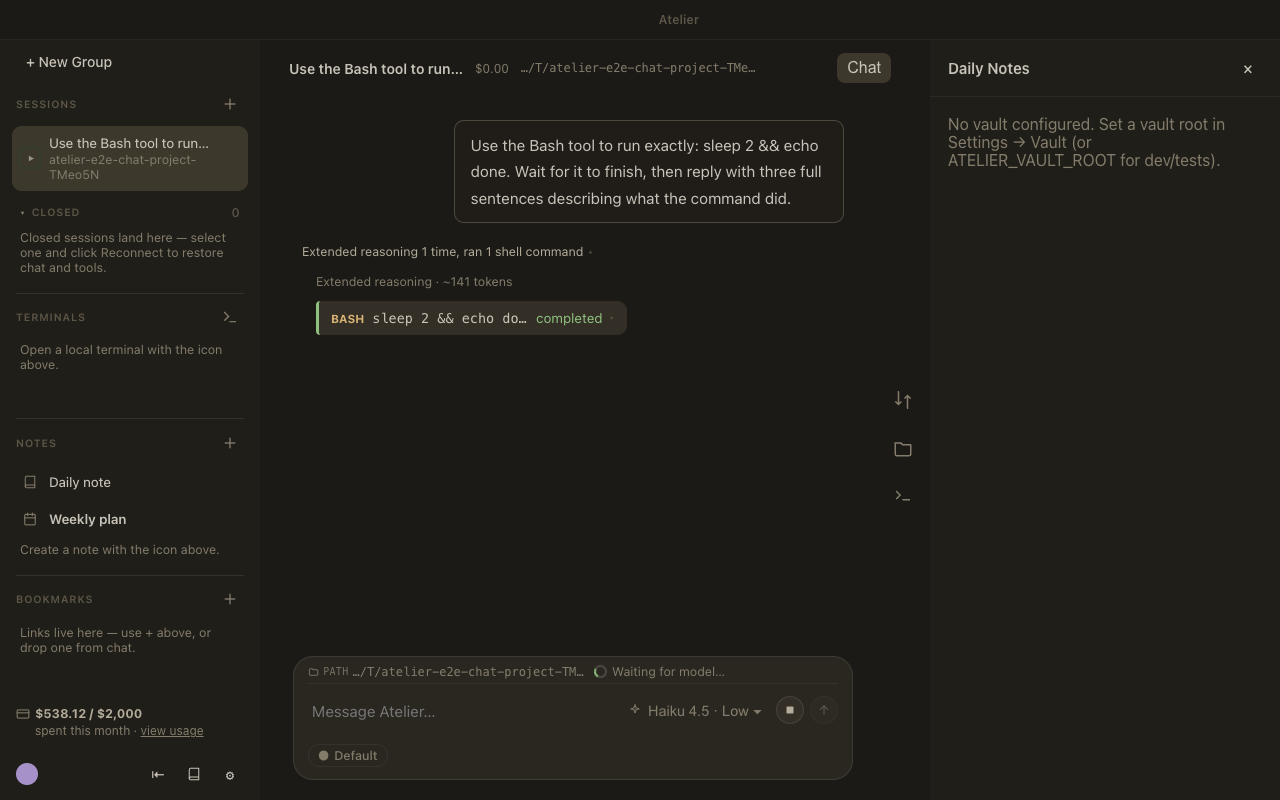 Atelier
+ New Group
SESSIONS
Use the Bash tool to run...
atelier-e2e-chat-project-
TMeo5N
CLOSED 0
Closed sessions land here — select
one and click Reconnect to restore
chat and tools.
TERMINALS
Open a local terminal with the icon
above.
NOTES
Daily note
Weekly plan
Create a note with the icon above.
BOOKMARKS
Links live here — use + above, or
drop one from chat.
$538.12 / $2,000
spent this month · view usage
Use the Bash tool to run... $0.00 …/T/atelier-e2e-chat-project-TMe…
Chat
Use the Bash tool to run exactly: sleep 2 && echo
done. Wait for it to finish, then reply with three full
sentences describing what the command did.
Extended reasoning 1 time, ran 1 shell command
Extended reasoning · ~141 tokens
BASH sleep 2 && echo do… completed
PATH …/T/atelier-e2e-chat-project-TM… Waiting for model...
Message Atelier...
Haiku 4.5 · Low
Default
Daily Notes ×
No vault configured. Set a vault root in
Settings → Vault (or
ATELIER_VAULT_ROOT for dev/tests).